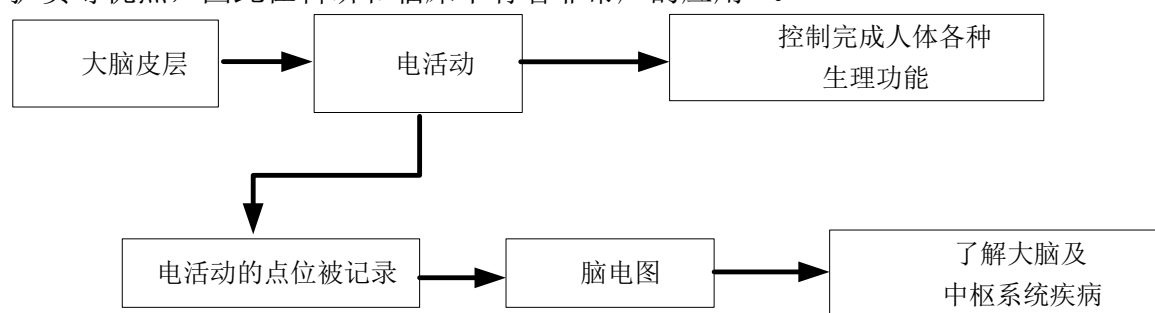 大脑皮层
电活动
控制完成人体各种
生理功能
电活动的点位被记录
脑电图
了解大脑及
中枢系统疾病